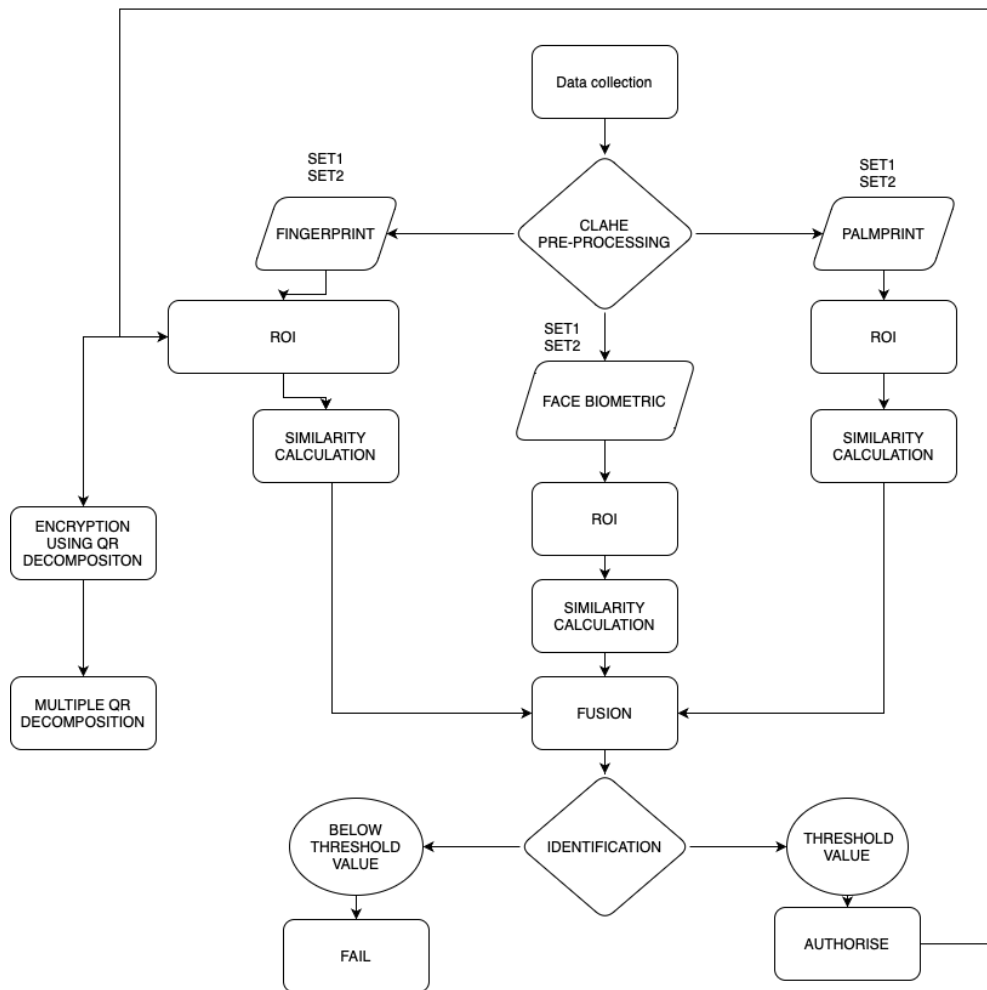 Data collection
SET1
SET2
SET1
SET2
FINGERPRINT
CLAHE
PRE-PROCESSING
PALMPRINT
ROI
SET1
SET2
ROI
FACE BIOMETRIC
SIMILARITY
CALCULATION
SIMILARITY
CALCULATION
ROI
ENCRYPTION
USING QR
DECOMPOSITON
SIMILARITY
CALCULATION
MULTIPLE QR
DECOMPOSITION
FUSION
BELOW
THRESHOLD
VALUE
IDENTIFICATION
THRESHOLD
VALUE
FAIL
AUTHORISE